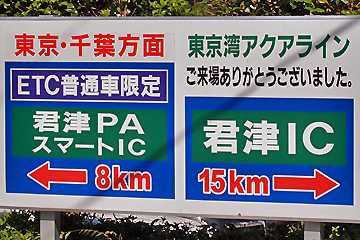 東京・千葉方面
ETC普通車限定
君津PA
スマートIC
8km
東京湾アクアライン
ご来場ありがとうございました。
君津IC
15km